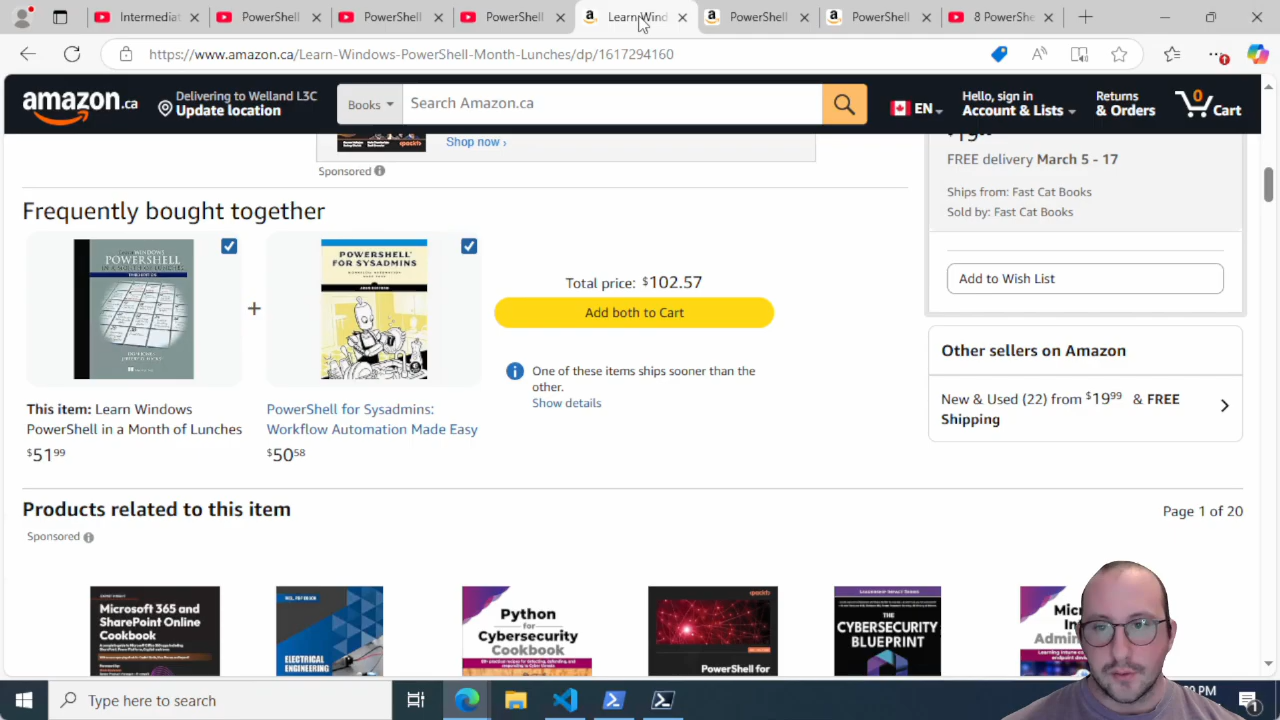 Intermediat
PowerShell
PowerShell
PowerShell
Learn Wind
PowerShell
PowerShell
8 PowerShe
https://www.amazon.ca/Learn-Windows-PowerShell-Month-Lunches/dp/1617294160
amazon.ca
Delivering to Welland L3C
Update location
Books
Search Amazon.ca
EN
Hello, sign in
Account & Lists
Returns
& Orders
0
Cart
Shop now ›
Sponsored
FREE delivery March 5 - 17
Ships from: Fast Cat Books
Sold by: Fast Cat Books
Add to Wish List
Frequently bought together
POWERSHELL
POWERSHELL
FOR SYSADMINS
+
Total price: $102.57
Add both to Cart
One of these items ships sooner than the
other.
Show details
This item: Learn Windows
PowerShell in a Month of Lunches
$51.99
PowerShell for Sysadmins:
Workflow Automation Made Easy
$50.58
Other sellers on Amazon
New & Used (22) from $19.99 & FREE
Shipping
Products related to this item
Page 1 of 20
Sponsored
Microsoft 365 and
SharePoint Online
Cookbook
ELECTRICAL
ENGINEERING
Python
for
Cybersecurity
Cookbook
PowerShell for
THE
CYBERSECURITY
BLUEPRINT
Type here to search
PM